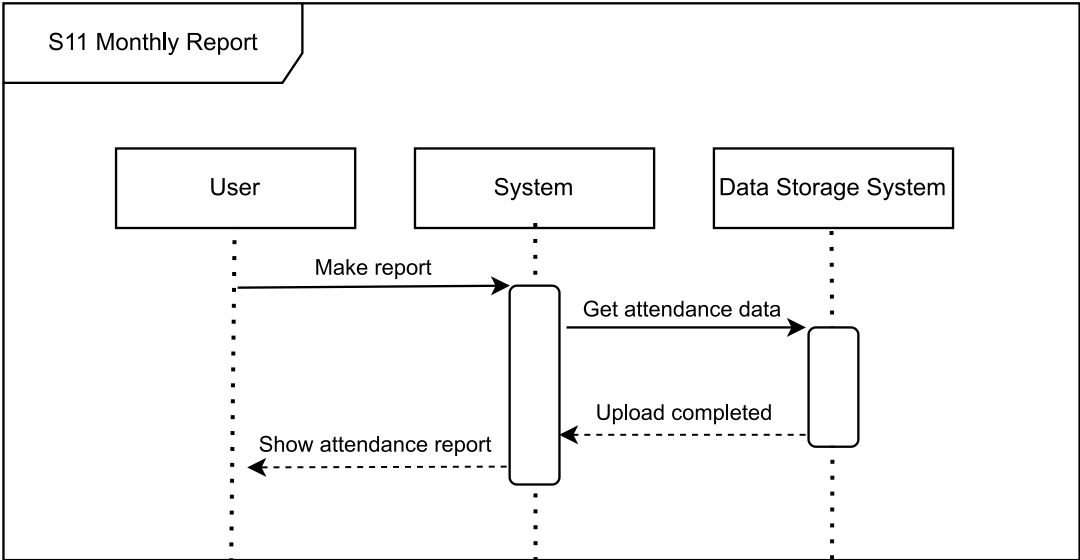 S11 Monthly Report
User
System
Data Storage System
Make report
Get attendance data
Upload completed
Show attendance report